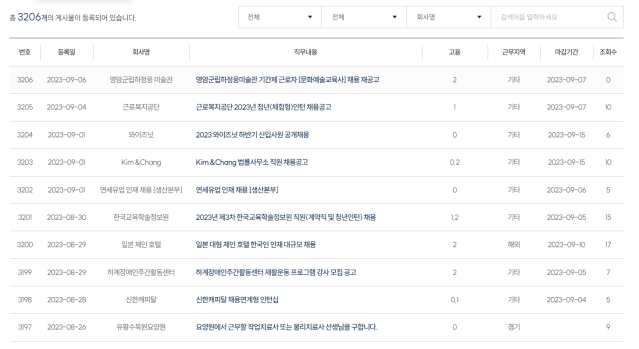 총 3206개의 게시물이 등록되어 있습니다.
전체 전체 회사명 검색어를 입력하세요
번호 등록일 회사명 직무내용 고용 근무지역 마감기간 조회수
3206 2023-09-06 영암군립하정웅 미술관 영암군립하정웅미술관 기간제 근로자 [문화예술교육사] 채용 재공고 2 기타 2023-09-07 0
3205 2023-09-04 근로복지공단 근로복지공단 2023년 청년(체험형)인턴 채용공고 1 기타 2023-09-07 10
3204 2023-09-01 와이즈넛 2023 와이즈넛 하반기 신입사원 공개채용 0 기타 2023-09-15 6
3203 2023-09-01 Kim &Chang Kim &Chang 법률사무소 직원 채용공고 0,2 기타 2023-09-15 10
3202 2023-09-01 연세유업 인재 채용 [생산본부] 연세유업 인재 채용 [생산본부] 0 기타 2023-09-06 5
3201 2023-08-30 한국교육학술정보원 2023년 제3차 한국교육학술정보원 직원(계약직 및 청년인턴) 채용 1,2 기타 2023-09-05 15
3200 2023-08-29 일본 체인 호텔 일본 대형 체인 호텔 한국인 인재 대규모 채용 2 해외 2023-09-10 17
3199 2023-08-29 하게장애인주간활동센터 하게장애인주간활동센터 재활운동 프로그램 강사 모집 공고 2 기타 2023-09-05 7
3198 2023-08-28 신한캐피탈 신한캐피탈 채용연계형 인턴십 0,1 기타 2023-09-04 5
3197 2023-08-26 유왕수목원요양원 요양원에서 근무할 작업치료사 또는 물리치료사 선생님을 구합니다. 0 경기 9